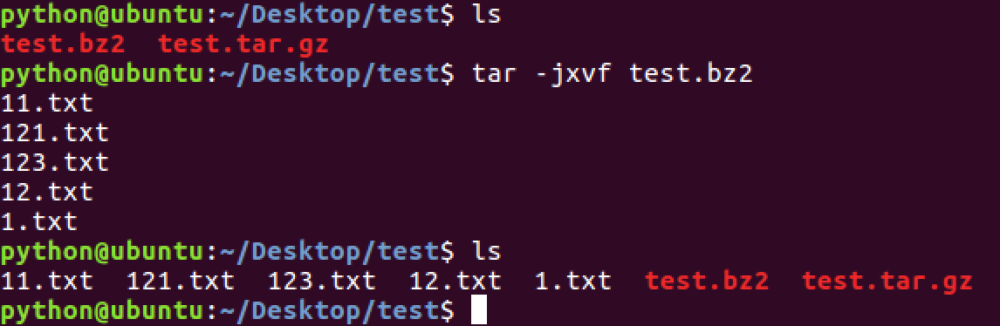 python@ubuntu:~/Desktop/test$ ls
test.bz2  test.tar.gz
python@ubuntu:~/Desktop/test$ tar -jxvf test.bz2
11.txt
121.txt
123.txt
12.txt
1.txt
python@ubuntu:~/Desktop/test$ ls
11.txt  121.txt  123.txt  12.txt  1.txt  test.bz2  test.tar.gz
python@ubuntu:~/Desktop/test$